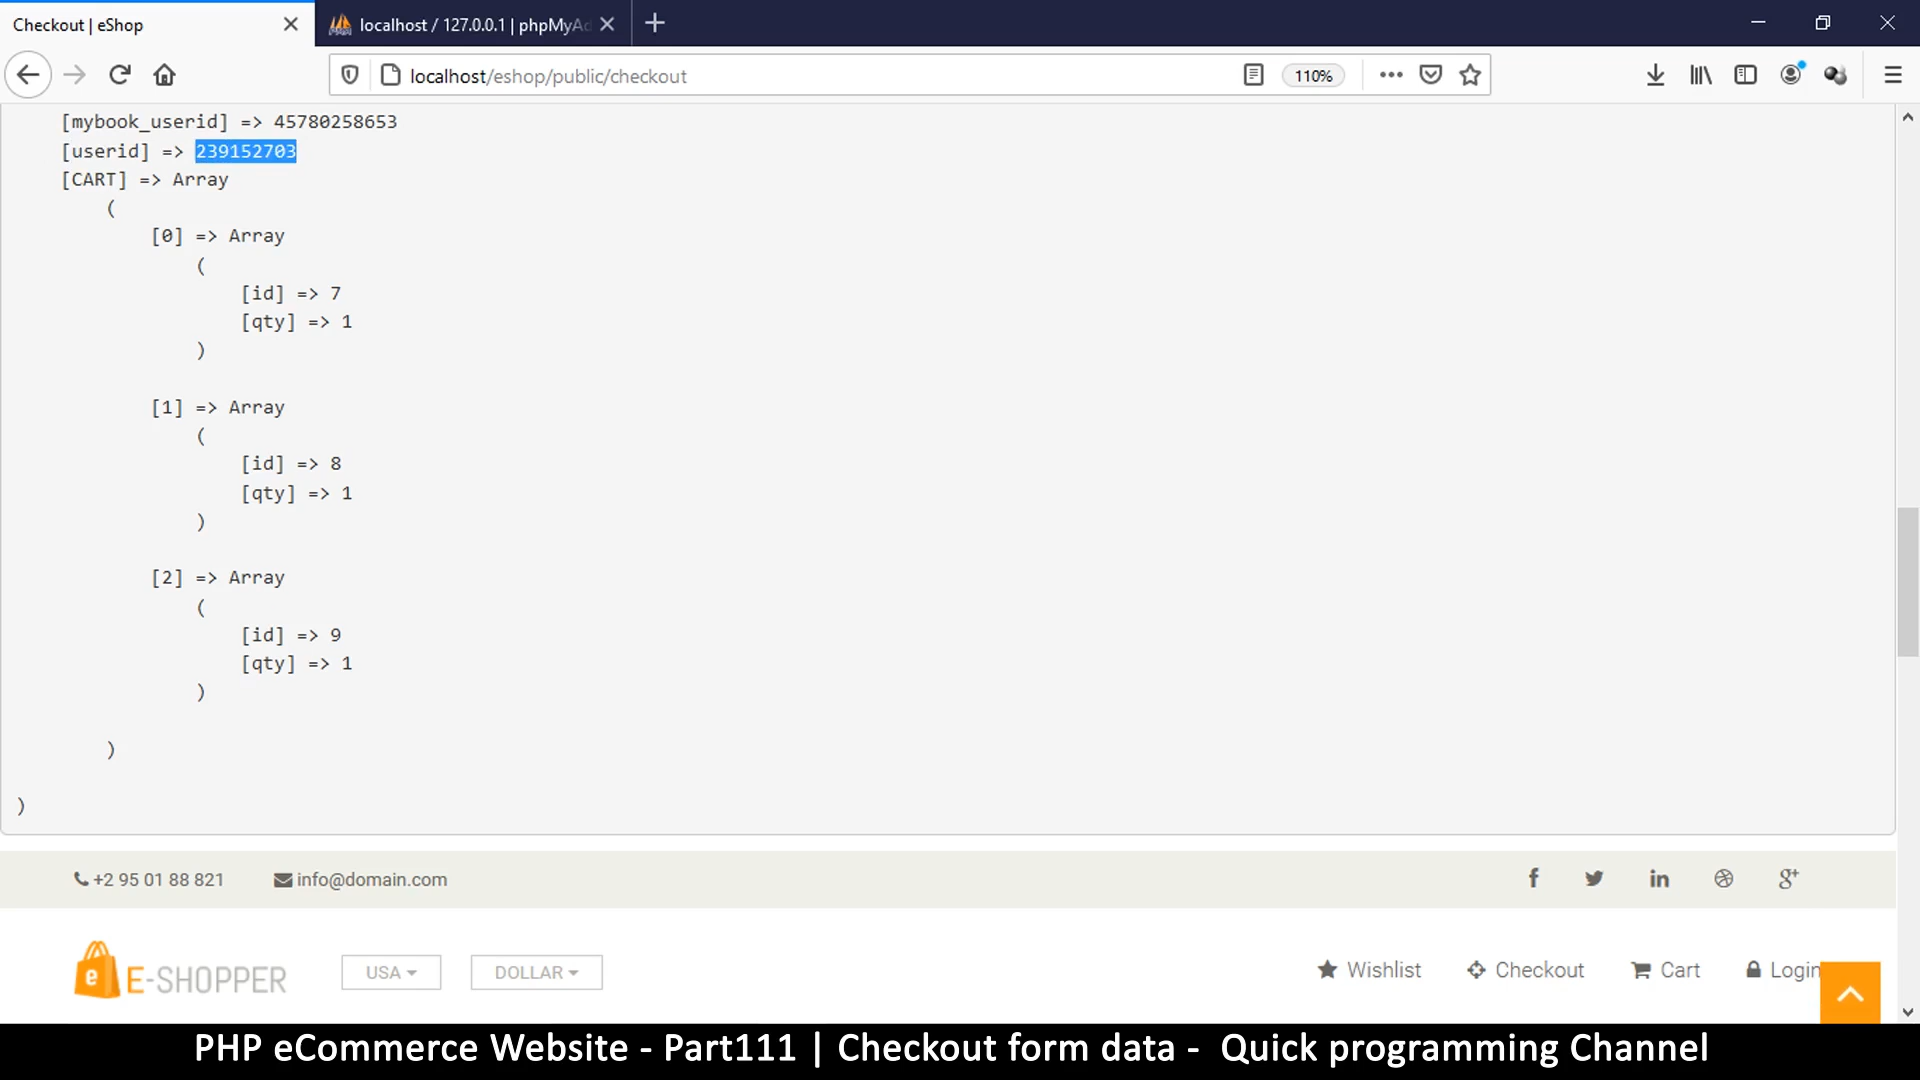 Checkout | eShop
localhost / 127.0.0.1 | phpMyAd
localhost/eshop/public/checkout
110%
[mybook_userid] => 45780258653
[userid] => 239152703
[CART] => Array
(
[0] => Array
(
[id] => 7
[qty] => 1
)
[1] => Array
(
[id] => 8
[qty] => 1
)
[2] => Array
(
[id] => 9
[qty] => 1
)
)
)
+2 95 01 88 821 info@domain.com
E-SHOPPER USA DOLLAR Wishlist Checkout Cart Login
PHP eCommerce Website - Part111 | Checkout form data - Quick programming Channel